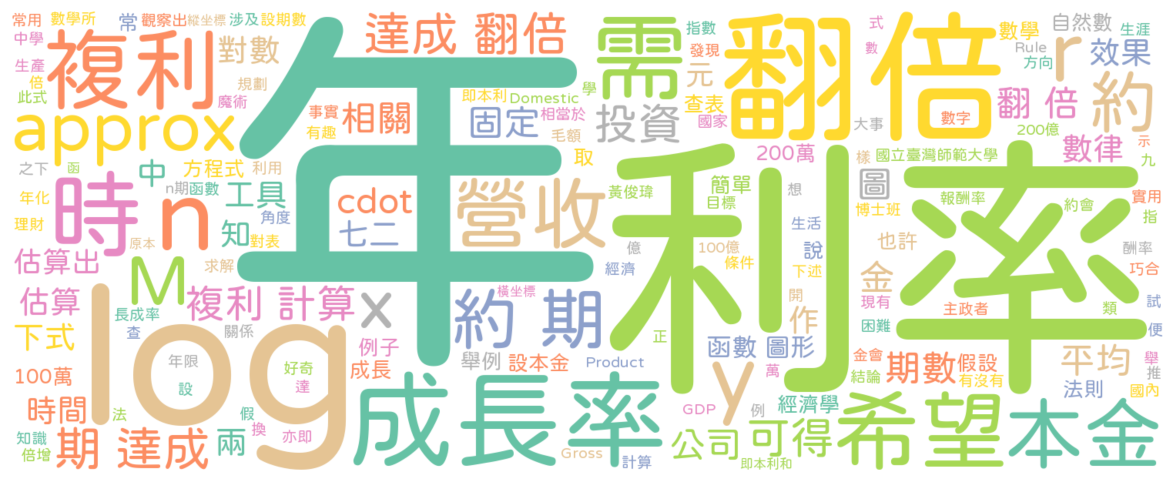 常用 數學所 觀察出 縱坐標 涉及 設期數
中學 複利 常 達成 翻倍 需 指數 式 自然數 生涯
生產 對數 元 發現 數 數學 Rule r 效果
倍 規劃 年 翻倍 方向
此式 魔術 事實 相關 即本利 Domestic 學 查表 翻 倍 約
approx 有趣 固定 相當於 投資 國家 大事 數字 200億 示
之下 函 毛額 取 200萬 國立臺灣師範大學 數律 九
時 中 方程式 利用 cdot 營收 黃俊瑋 簡單 利率 圖 樣 報酬率 約會 實用
年化 n n期 函數 工具 角度 目標 想 博士班 指
理財 原本 知 對表 七二 生活 說 也許 酬率
估算出 求解 億 100億 條件 巧合
M 橫坐標 經濟 下述 金 現有 類
估算 複利 計算 x 約 期 開 作 主政者 試
下式 長成率 查 關係 例子 正 函數 圖形 困難 便
log 年限 好奇 成長 舉例 設本金 Product 萬 金會 期數 假設 平均 舉
100萬 設 達 成長率 y 結論 有沒有 推
時間 法 假 GDP 例 經濟學 法則 國內
知識 期 達成 兩 換 公司 可得 希望 本金
倍增 亦即 Gross 計算 即本利和